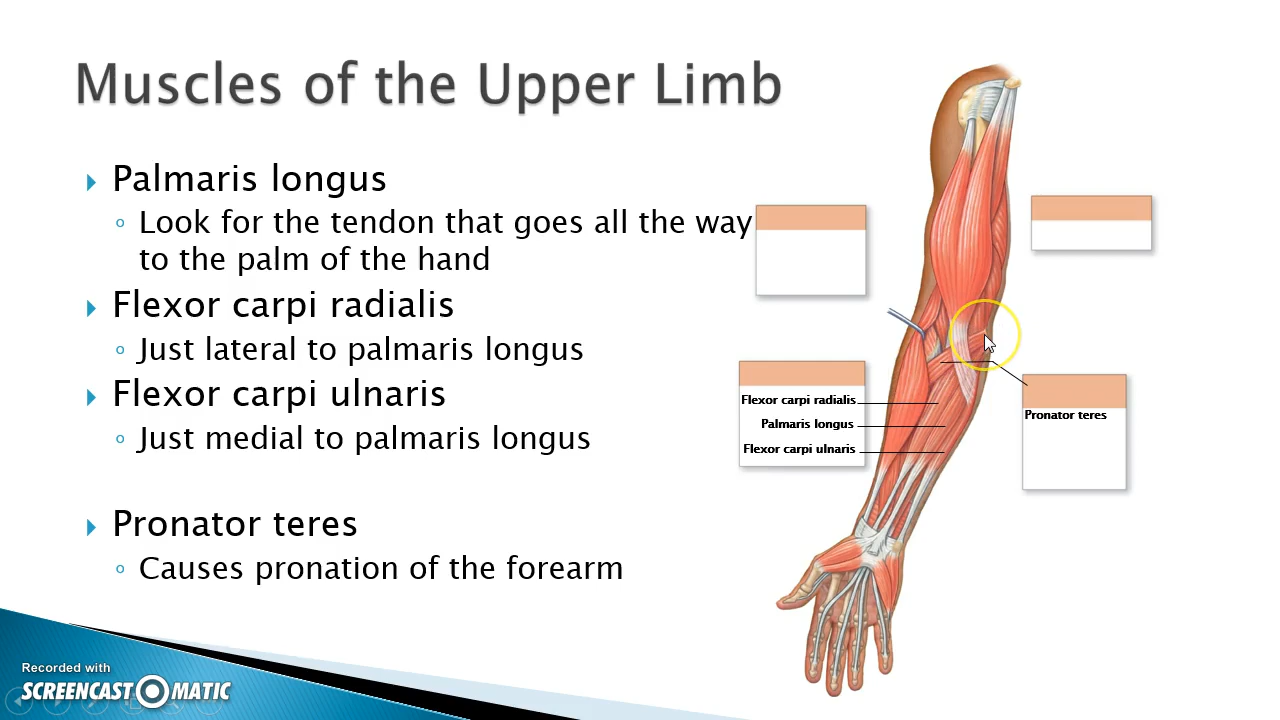 Muscles of the Upper Limb
Palmaris longus
Look for the tendon that goes all the way
to the palm of the hand
Flexor carpi radialis
Just lateral to palmaris longus
Flexor carpi ulnaris
Just medial to palmaris longus
Pronator teres
Causes pronation of the forearm
Flexor carpi radialis
Palmaris longus
Flexor carpi ulnaris
Pronator teres
Recorded with
SCREENCAST-O-MATIC